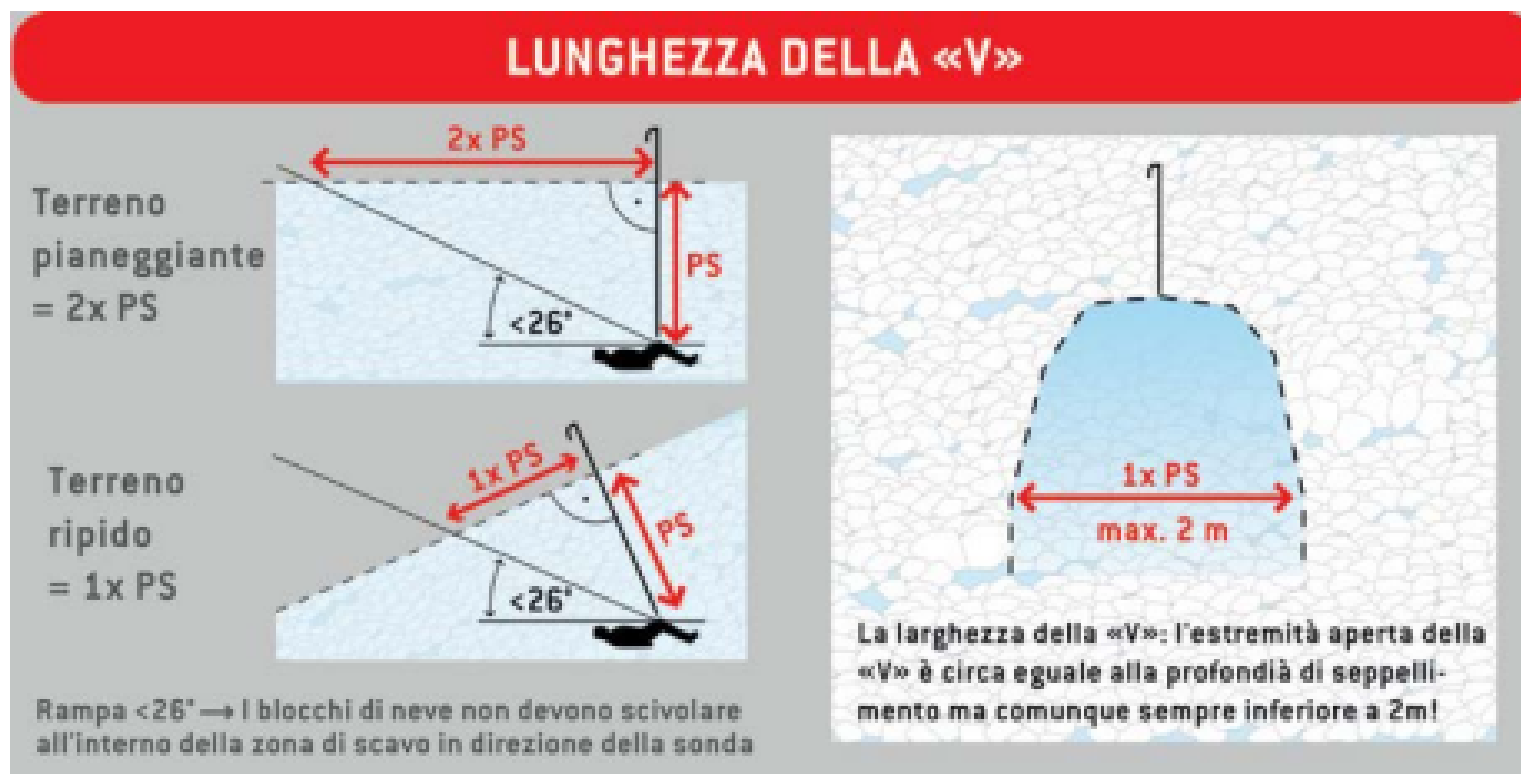 LUNGHEZZA DELLA «V»
Terreno
pianeggiante
= 2x PS
2x PS
PS
<26°
Terreno
ripido
= 1x PS
1x PS
PS
<26°
Rampa <26° → I blocchi di neve non devono scivolare
all'interno della zona di scavo in direzione della sonda
1x PS
max. 2 m
La larghezza della «V»: l'estremità aperta della
«V» è circa eguale alla profondià di seppelli-
mento ma comunque sempre inferiore a 2m!